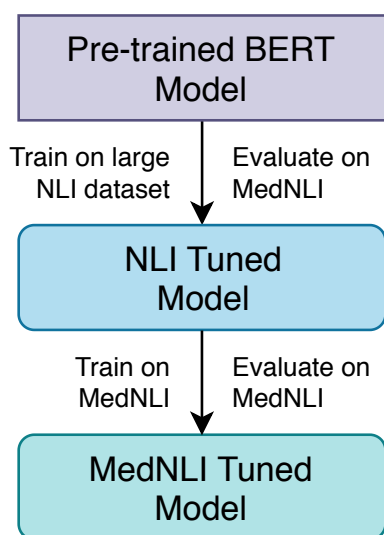 Pre-trained BERT
Model
Train on large
NLI dataset
Evaluate on
MedNLI
NLI Tuned
Model
Train on
MedNLI
Evaluate on
MedNLI
MedNLI Tuned
Model